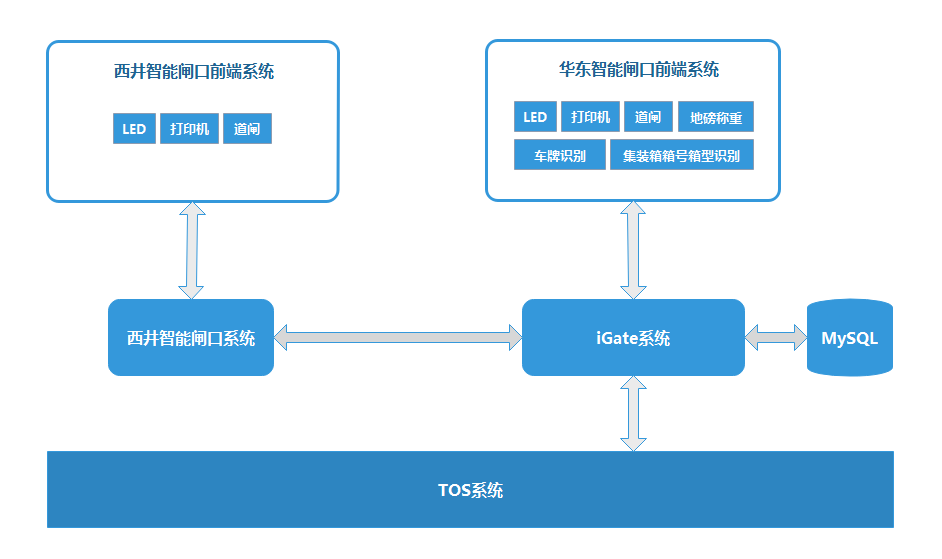 西井智能闸口前端系统
LED
打印机
道闸
华东智能闸口前端系统
LED
打印机
道闸
地磅称重
车牌识别
集装箱箱号箱型识别
西井智能闸口系统
iGate系统
MySQL
TOS系统